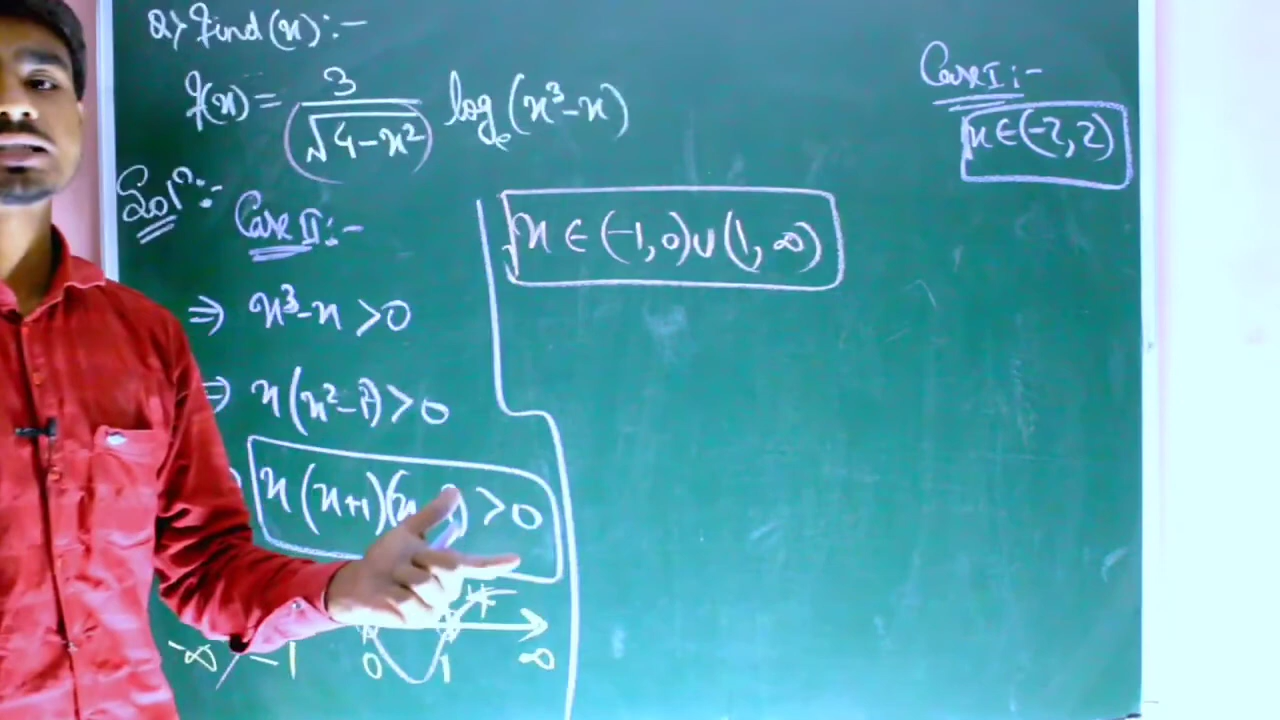 Q) Find (x):-
f(x) = 3/(√4-x²) logₑ(x³-x)
Case I:-
x ∈ (-2, 2)
Solⁿ:-
Case II:-
⇒ x³-x > 0
⇒ x(x²-1²) > 0
x(x+1)(x- ) > 0
-∞ -1 0 1 ∞
x ∈ (-1, 0) ∪ (1, ∞)